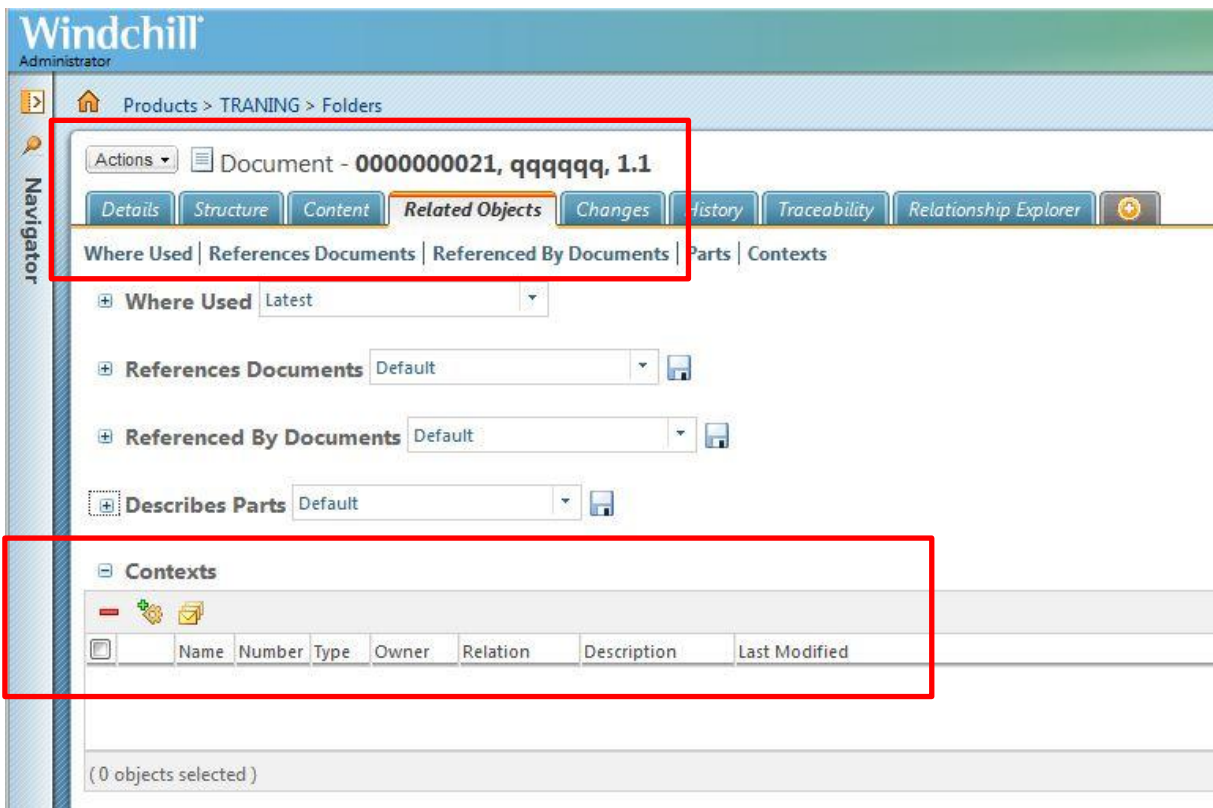 Windchill
Administrator
Products > TRANING > Folders
Navigator
Actions Document - 0000000021, qqqqqq, 1.1
Details Structure Content Related Objects Changes History Traceability Relationship Explorer
Where Used | References Documents | Referenced By Documents | Parts | Contexts
Where Used Latest
References Documents Default
Referenced By Documents Default
Describes Parts Default
Contexts
Name Number Type Owner Relation Description Last Modified
( 0 objects selected )